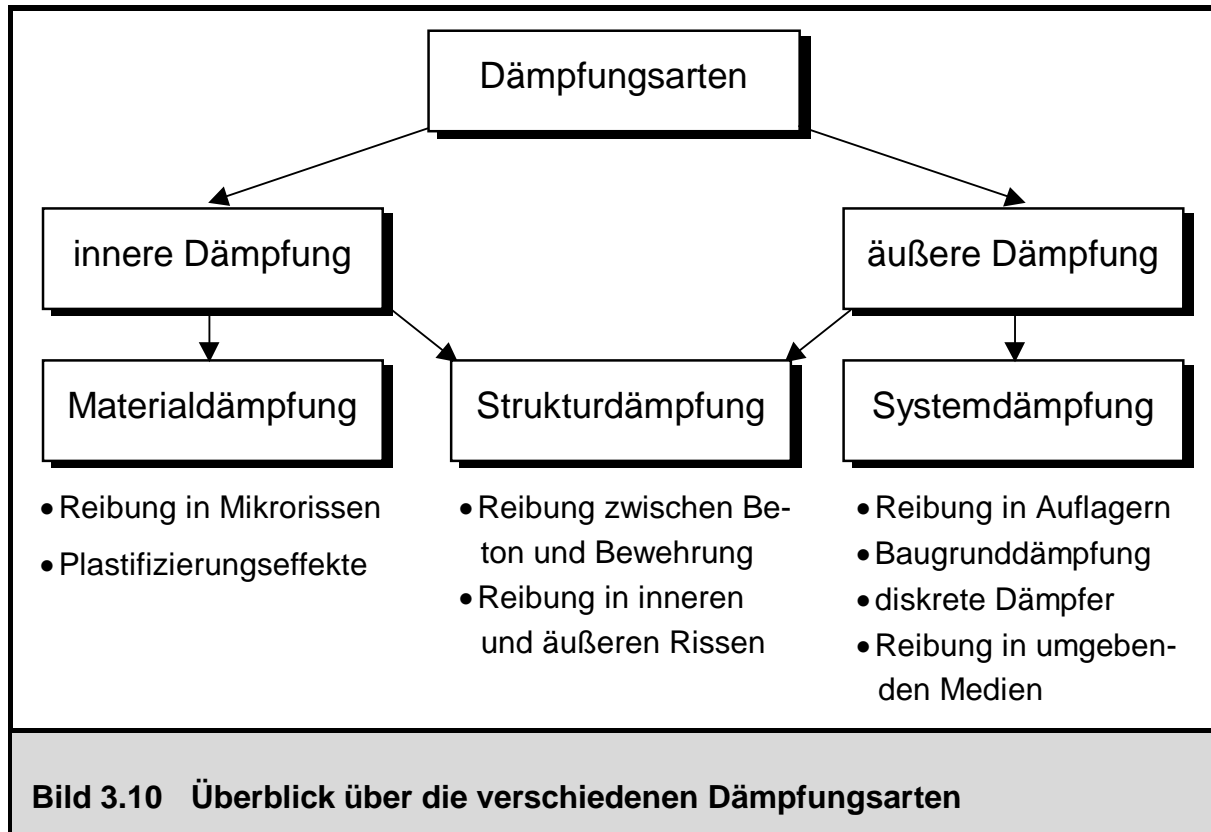 Dämpfungsarten
innere Dämpfung
äußere Dämpfung
Materialdämpfung
Strukturdämpfung
Systemdämpfung
• Reibung in Mikrorissen
• Plastifizierungseffekte
• Reibung zwischen Be-
ton und Bewehrung
• Reibung in inneren
und äußeren Rissen
• Reibung in Auflagern
• Baugrunddämpfung
• diskrete Dämpfer
• Reibung in umgeben-
den Medien
Bild 3.10 Überblick über die verschiedenen Dämpfungsarten